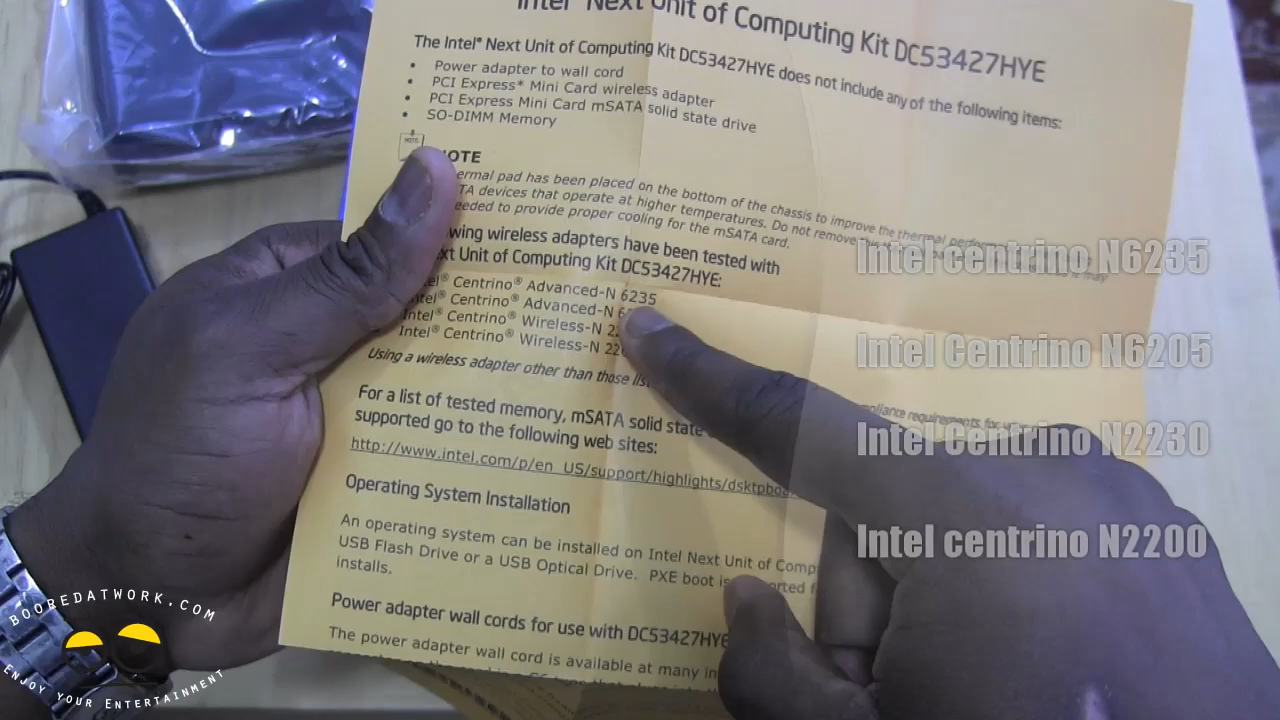 Intel® Next Unit of Computing Kit DC53427HYE
The Intel® Next Unit of Computing Kit DC53427HYE does not include any of the following items:
• Power adapter to wall cord
• PCI Express* Mini Card wireless adapter
• PCI Express Mini Card mSATA solid state drive
• SO-DIMM Memory
NOTE
OTE
ermal pad has been placed on the bottom of the chassis to improve the thermal
TA devices that operate at higher temperatures. Do not remove
eeded to provide proper cooling for the mSATA card.
wing wireless adapters have been tested with
xt Unit of Computing Kit DC53427HYE:
el® Centrino® Advanced-N 6235
Intel® Centrino® Advanced-N
Intel® Centrino® Wireless-N
Intel® Centrino® Wireless-N
Using a wireless adapter other than those
For a list of tested memory, mSATA solid state
supported go to the following web sites:
http://www.intel.com/p/en_US/support/highlights/dsktpboa
Operating System Installation
An operating system can be installed on Intel Next Unit of Comp
USB Flash Drive or a USB Optical Drive. PXE boot is
installs.
Power adapter wall cords for use with DC53427HYE
The power adapter wall cord is available at many in
Intel centrino N6235
Intel Centrino N6205
Intel Centrino N2230
Intel centrino N2200
BOOREDATWORK.COM
ENJOY YOUR ENTERTAINMENT